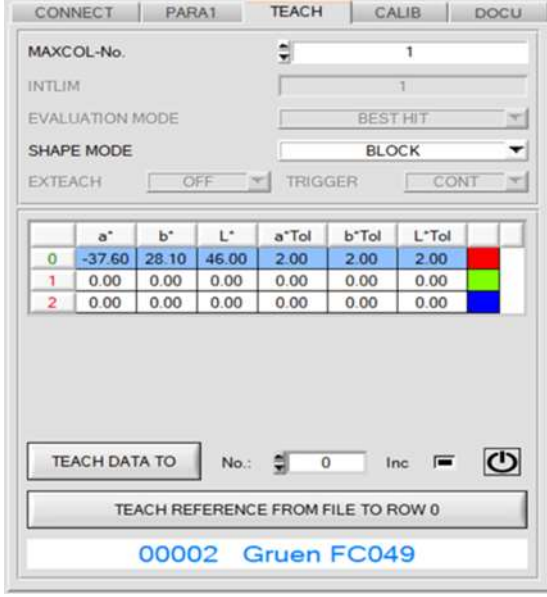 CONNECT PARA1 TEACH CALIB DOCU
MAXCOL-No. 1
INTLIM 1
EVALUATION MODE BEST HIT
SHAPE MODE BLOCK
EXTEACH OFF TRIGGER CONT
a* b* L* a*Tol b*Tol L*Tol
0 -37.60 28.10 46.00 2.00 2.00 2.00
1 0.00 0.00 0.00 0.00 0.00 0.00
2 0.00 0.00 0.00 0.00 0.00 0.00
TEACH DATA TO No.: 0 Inc
TEACH REFERENCE FROM FILE TO ROW 0
00002 Gruen FC049